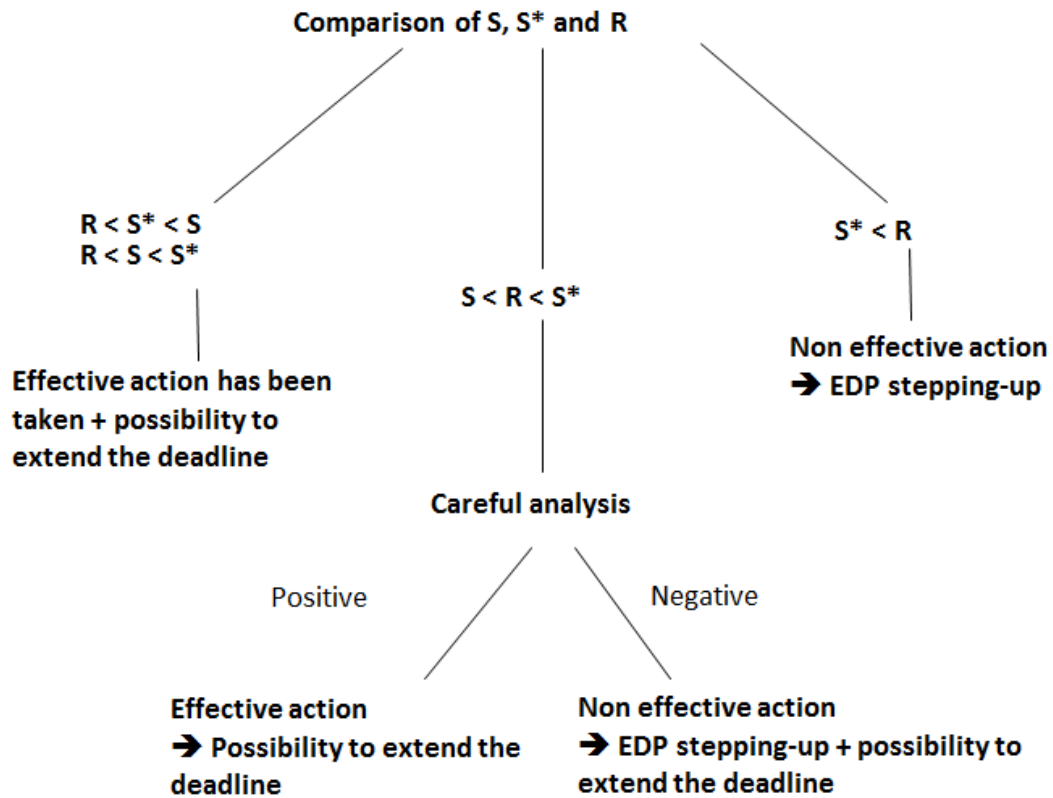 Comparison of S, S* and R
R < S* < S
R < S < S*
S* < R
S < R < S*
Non effective action
➔ EDP stepping-up
Effective action has been
taken + possibility to
extend the deadline
Careful analysis
Positive
Negative
Effective action
➔ Possibility to extend the
deadline
Non effective action
➔ EDP stepping-up + possibility to
extend the deadline